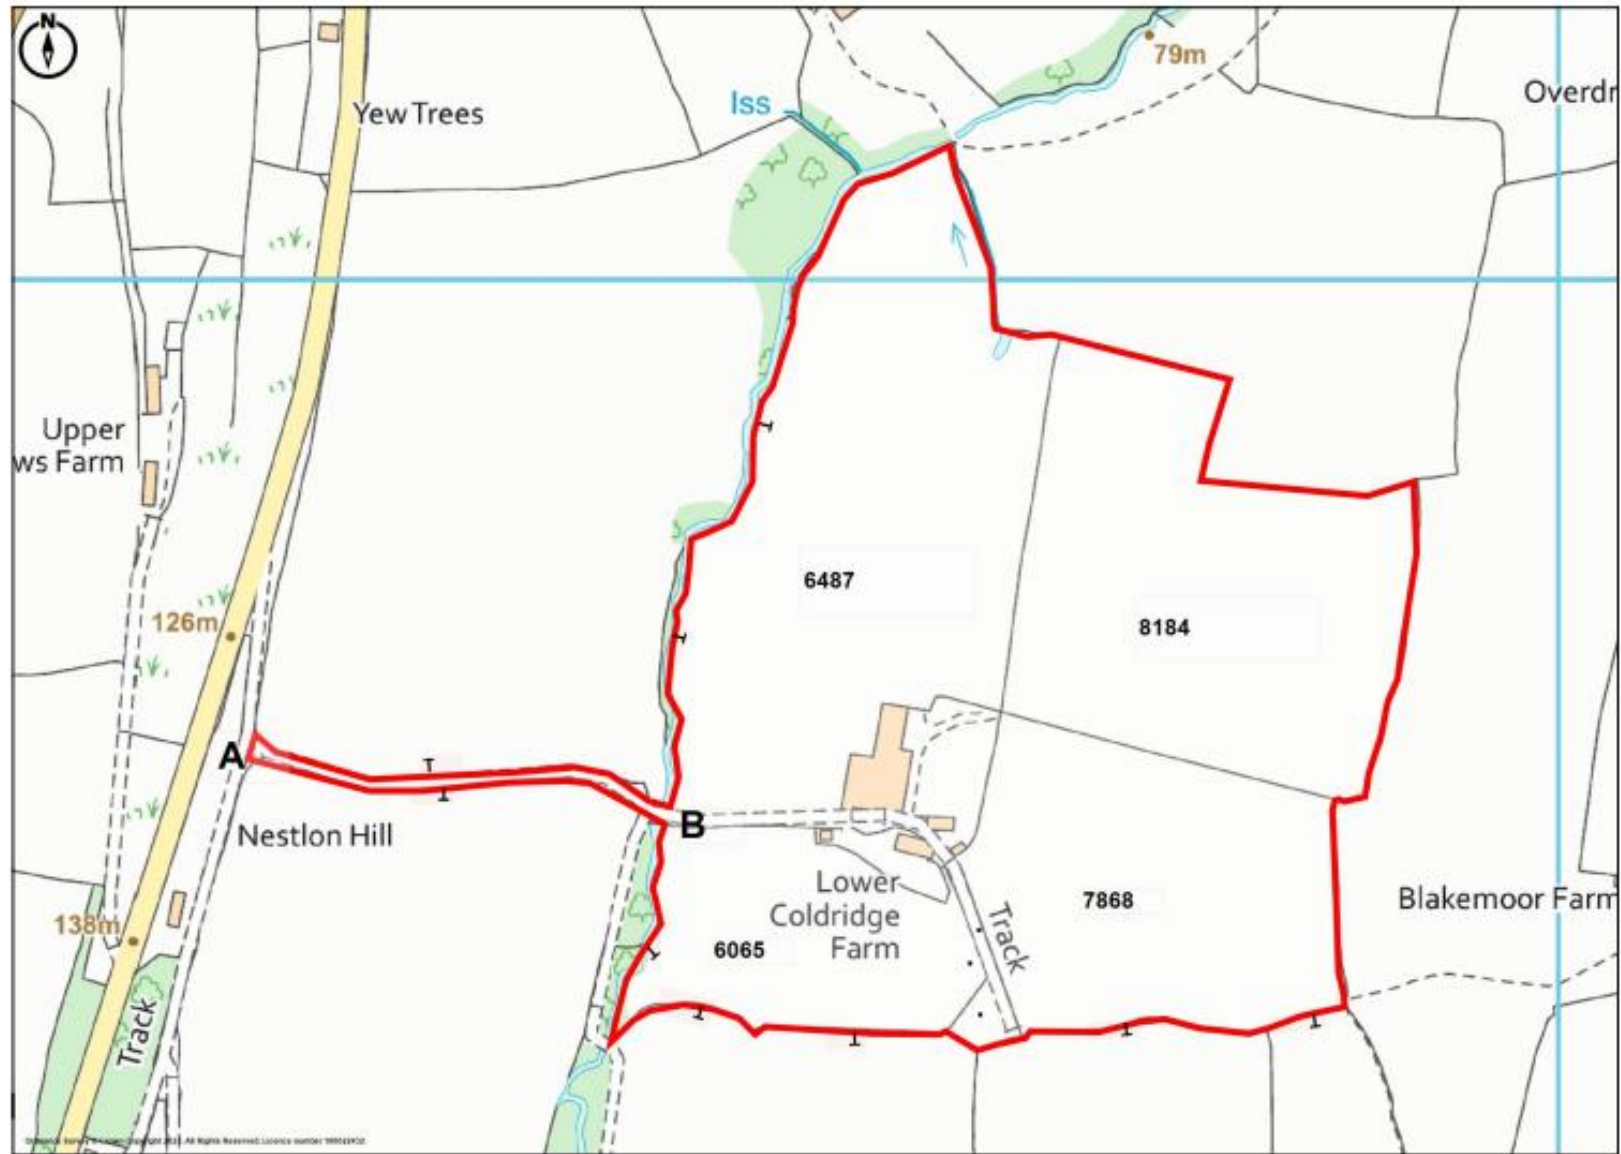 N
79m
Iss
Overdr
Yew Trees
Upper
ws Farm
6487
8184
126m
A
B
Nestlon Hill
Lower
Coldridge
Farm
Track
7868
Blakemoor Farm
138m
6065
Track